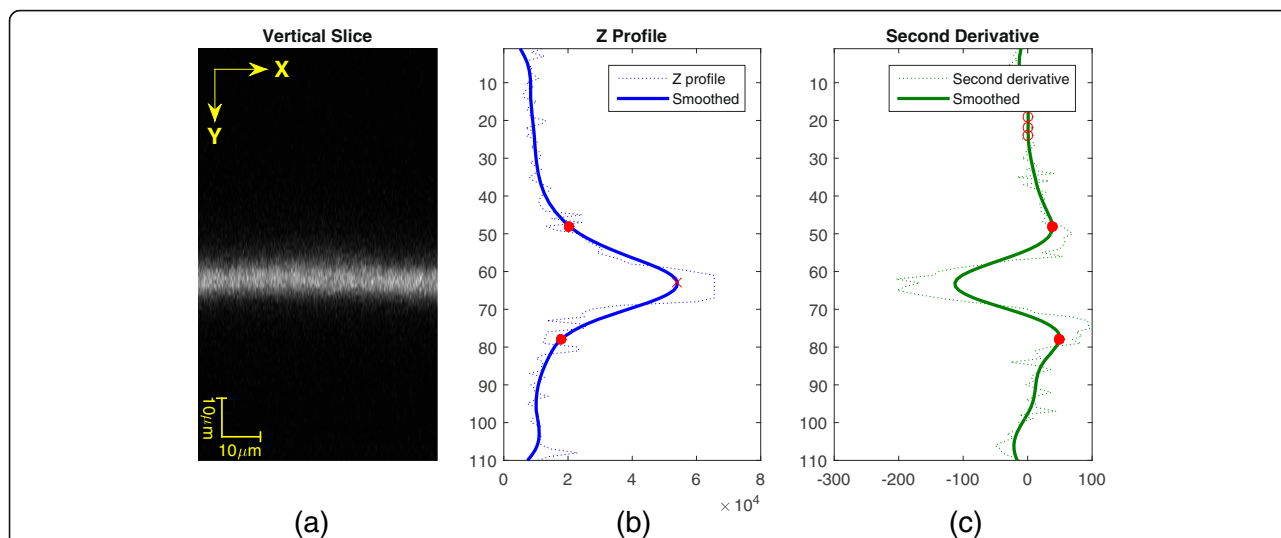 Vertical Slice
X
Y
10μm
10μm
(a)
Z Profile
Z profile
Smoothed
10
20
30
40
50
60
70
80
90
100
110
0 2 4 6 8
× 10^4
(b)
Second Derivative
Second derivative
Smoothed
10
20
30
40
50
60
70
80
90
100
110
-300 -200 -100 0 100
(c)